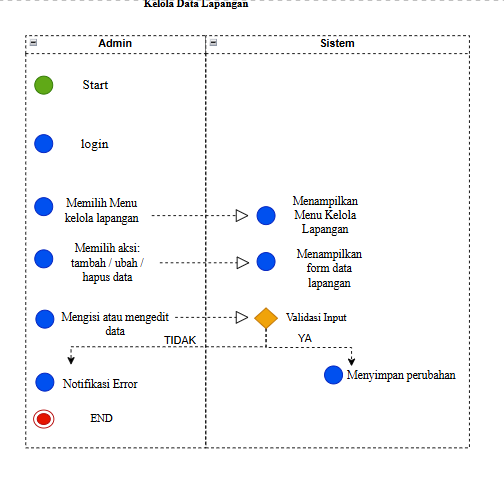 Kelola Data Lapangan
Admin
Sistem
Start
login
Memilih Menu
kelola lapangan
Menampilkan
Menu Kelola
Lapangan
Memilih aksi:
tambah / ubah /
hapus data
Menampilkan
form data
lapangan
Mengisi atau mengedit
data
Validasi Input
TIDAK
YA
Notifikasi Error
Menyimpan perubahan
END